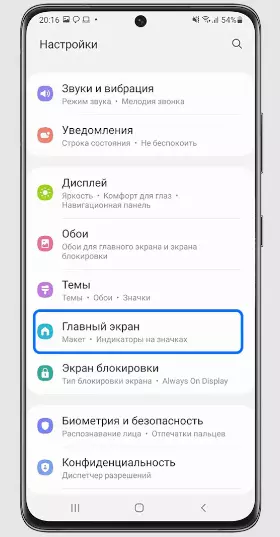 20:16 54%
Настройки
Звуки и вибрация
Режим звука • Мелодия звонка
Уведомления
Строка состояния • Не беспокоить
Дисплей
Яркость • Комфорт для глаз •
Навигационная панель
Обои
Обои для главного экрана и экрана
блокировки
Темы
Темы • Обои • Значки
Главный экран
Макет • Индикаторы на значках
Экран блокировки
Тип блокировки экрана • Always On Display
Биометрия и безопасность
Распознавание лица • Отпечатки пальцев
Конфиденциальность
Диспетчер разрешений